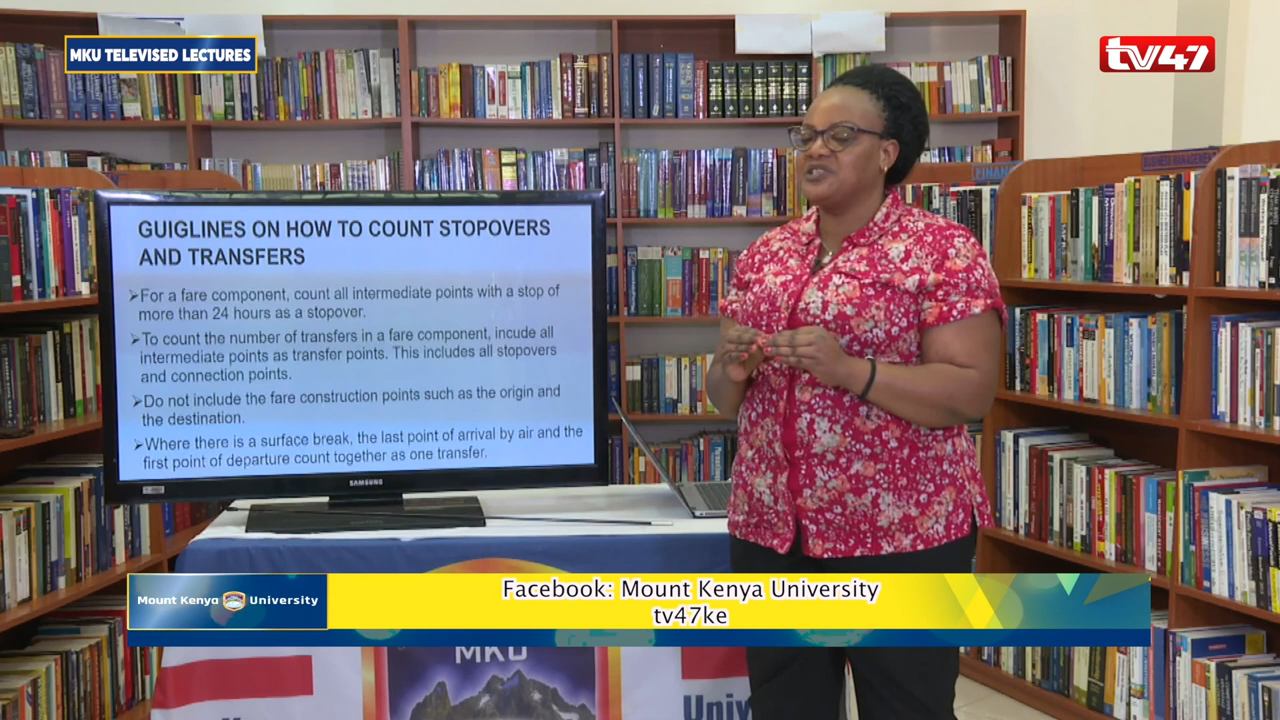 MKU TELEVISED LECTURES
tv47
BUSINESS MANAGEMENT
FINAN
GUIGLINES ON HOW TO COUNT STOPOVERS
AND TRANSFERS
➢For a fare component, count all intermediate points with a stop of
more than 24 hours as a stopover.
➢To count the number of transfers in a fare component, incude all
intermediate points as transfer points. This includes all stopovers
and connection points.
➢Do not include the fare construction points such as the origin and
the destination.
➢Where there is a surface break, the last point of arrival by air and the
first point of departure count together as one transfer.
SAMSUNG
Mount Kenya University
Facebook: Mount Kenya University
tv47ke
MKU
Univ